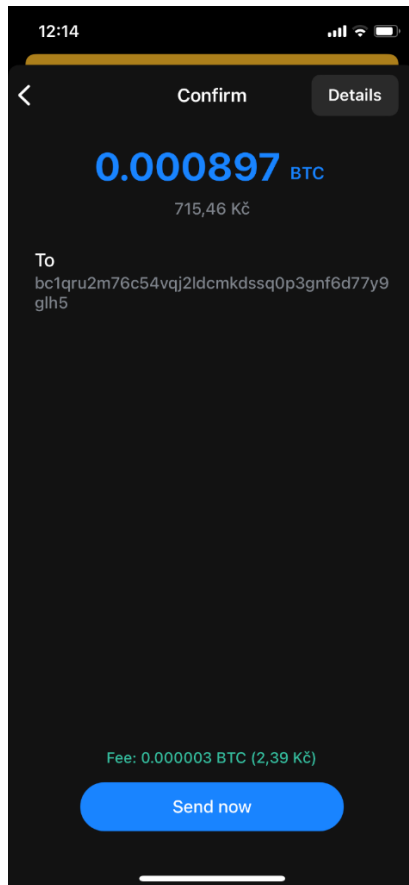 12:14
Confirm
Details
0.000897 BTC
715,46 Kč
To
bc1qru2m76c54vqj2ldcmkdssq0p3gnf6d77y9
glh5
Fee: 0.000003 BTC (2,39 Kč)
Send now